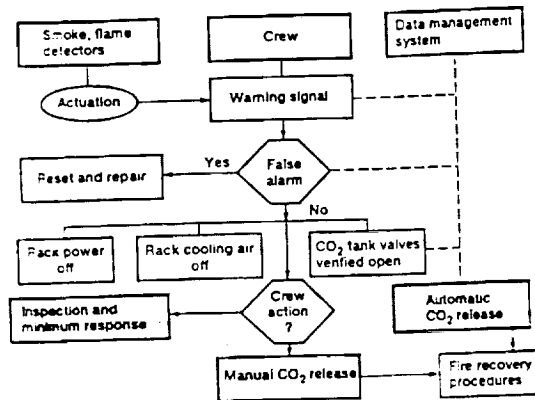 Smoke, flame
detectors
Crew
Data management
system
Actuation
Warning signal
Yes
False
alarm
Reset and repair
No
Rack power
off
Rack cooling air
off
CO2 tank valves
verified open
Inspection and
minimum response
Crew
action
?
Automatic
CO2 release
Manual CO2 release
Fire recovery
procedures